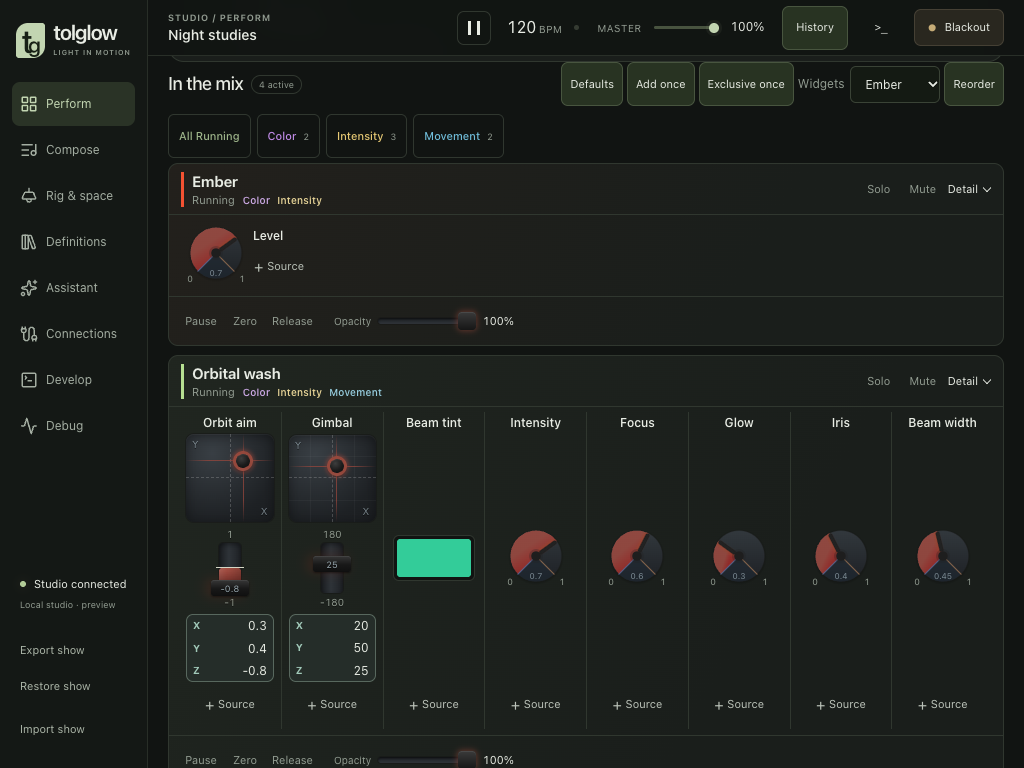 tg tolglow
LIGHT IN MOTION
Perform
Compose
Rig & space
Definitions
Assistant
Connections
Develop
Debug
Studio connected
Local studio · preview
Export show
Restore show
Import show
STUDIO / PERFORM
Night studies
120 BPM
MASTER
100%
History
>_
Blackout
In the mix
4 active
Defaults
Add once
Exclusive once
Widgets
Ember
Reorder
All Running
Color 2
Intensity 3
Movement 2
Ember
Running Color Intensity
Solo
Mute
Detail
Level
0.7
0 1
+ Source
Pause
Zero
Release
Opacity
100%
Orbital wash
Running Color Intensity Movement
Solo
Mute
Detail
Orbit aim
Y
X
1
-0.8
-1
X 0.3
Y 0.4
Z -0.8
+ Source
Gimbal
Y
X
180
25
-180
X 20
Y 50
Z 25
+ Source
Beam tint
+ Source
Intensity
0.7
0 1
+ Source
Focus
0.6
0 1
+ Source
Glow
0.3
0 1
+ Source
Iris
0.4
0 1
+ Source
Beam width
0.45
0 1
+ Source
Pause
Zero
Release
Opacity
100%